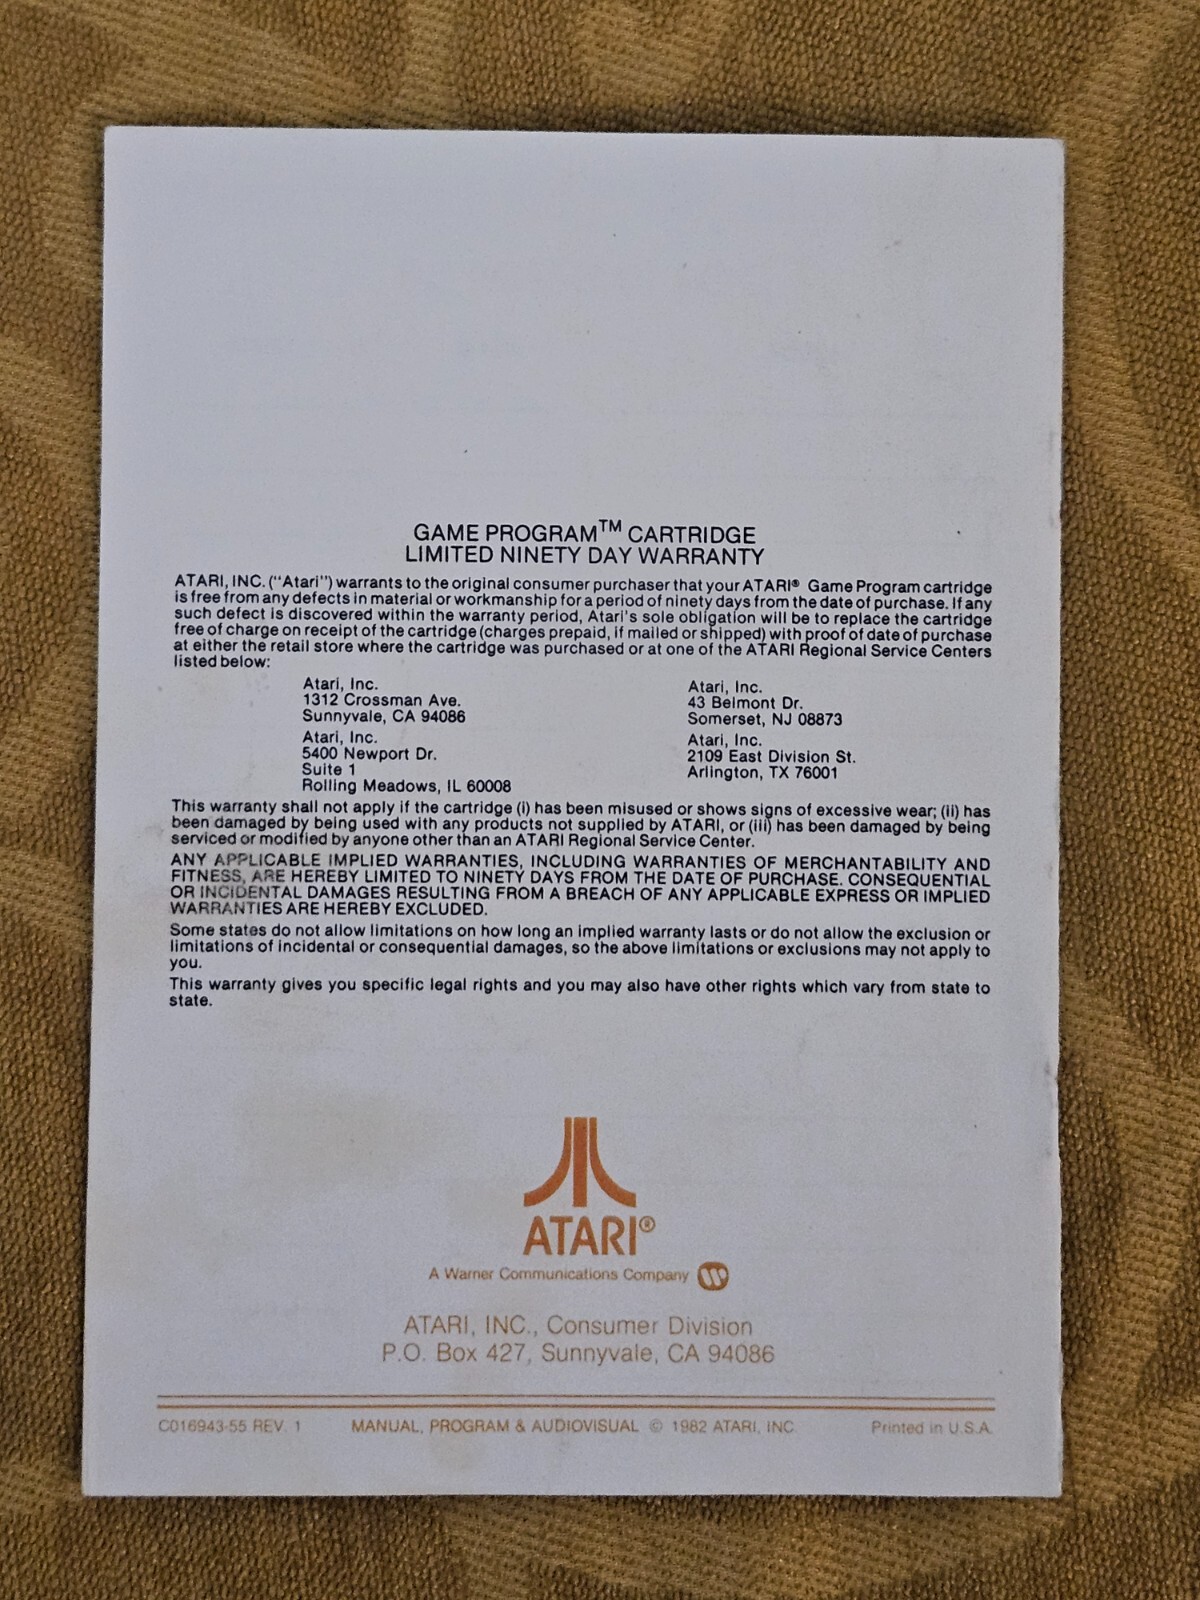 GAME PROGRAM™ CARTRIDGE
LIMITED NINETY DAY WARRANTY
ATARI, INC. ("Atari") warrants to the original consumer purchaser that your ATARI® Game Program cartridge
is free from any defects in material or workmanship for a period of ninety days from the date of purchase. If any
such defect is discovered within the warranty period, Atari's sole obligation will be to replace the cartridge
free of charge on receipt of the cartridge (charges prepaid, if mailed or shipped) with proof of date of purchase
at either the retail store where the cartridge was purchased or at one of the ATARI Regional Service Centers
listed below:
Atari, Inc.
1312 Crossman Ave.
Sunnyvale, CA 94086
Atari, Inc.
5400 Newport Dr.
Suite 1
Rolling Meadows, IL 60008
Atari, Inc.
43 Belmont Dr.
Somerset, NJ 08873
Atari, Inc.
2109 East Division St.
Arlington, TX 76001
This warranty shall not apply if the cartridge (i) has been misused or shows signs of excessive wear; (ii) has
been damaged by being used with any products not supplied by ATARI, or (iii) has been damaged by being
serviced or modified by anyone other than an ATARI Regional Service Center.
ANY APPLICABLE IMPLIED WARRANTIES, INCLUDING WARRANTIES OF MERCHANTABILITY AND
FITNESS, ARE HEREBY LIMITED TO NINETY DAYS FROM THE DATE OF PURCHASE. CONSEQUENTIAL
OR INCIDENTAL DAMAGES RESULTING FROM A BREACH OF ANY APPLICABLE EXPRESS OR IMPLIED
WARRANTIES ARE HEREBY EXCLUDED.
Some states do not allow limitations on how long an implied warranty lasts or do not allow the exclusion or
limitations of incidental or consequential damages, so the above limitations or exclusions may not apply to
you.
This warranty gives you specific legal rights and you may also have other rights which vary from state to
state.
ATARI®
A Warner Communications Company
ATARI, INC., Consumer Division
P.O. Box 427, Sunnyvale, CA 94086
C016943-55 REV. 1 MANUAL, PROGRAM & AUDIOVISUAL © 1982 ATARI, INC. Printed in U.S.A.